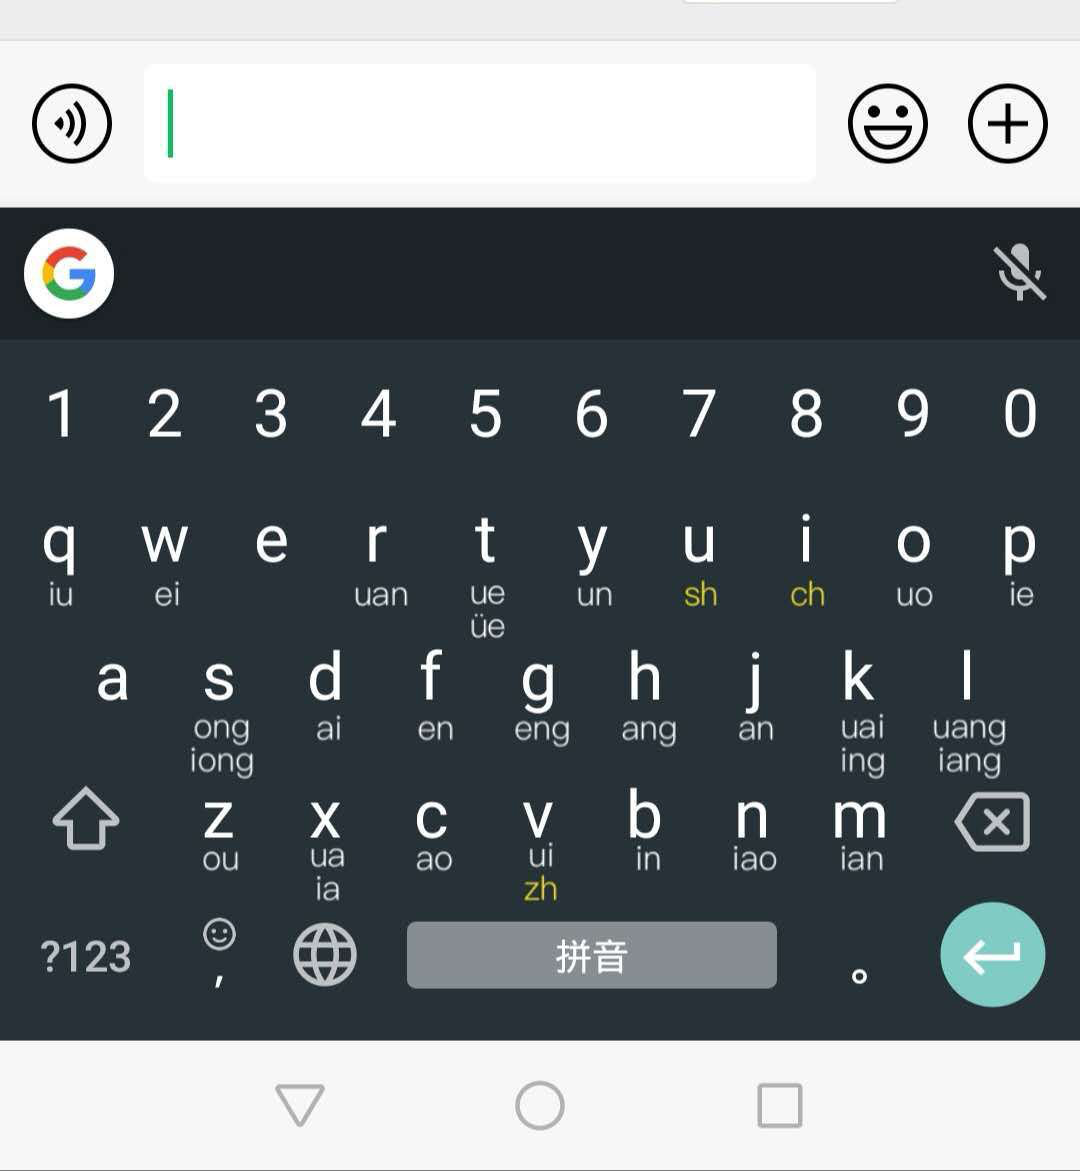 1 2 3 4 5 6 7 8 9 0
q w e r t y u i o p
iu ei uan ue un sh ch uo ie
üe
a s d f g h j k l
ong ai en eng ang an uai uang
iong ing iang
z x c v b n m
ou ua ao ui in iao ian
ia zh
?123 , 拼音 。